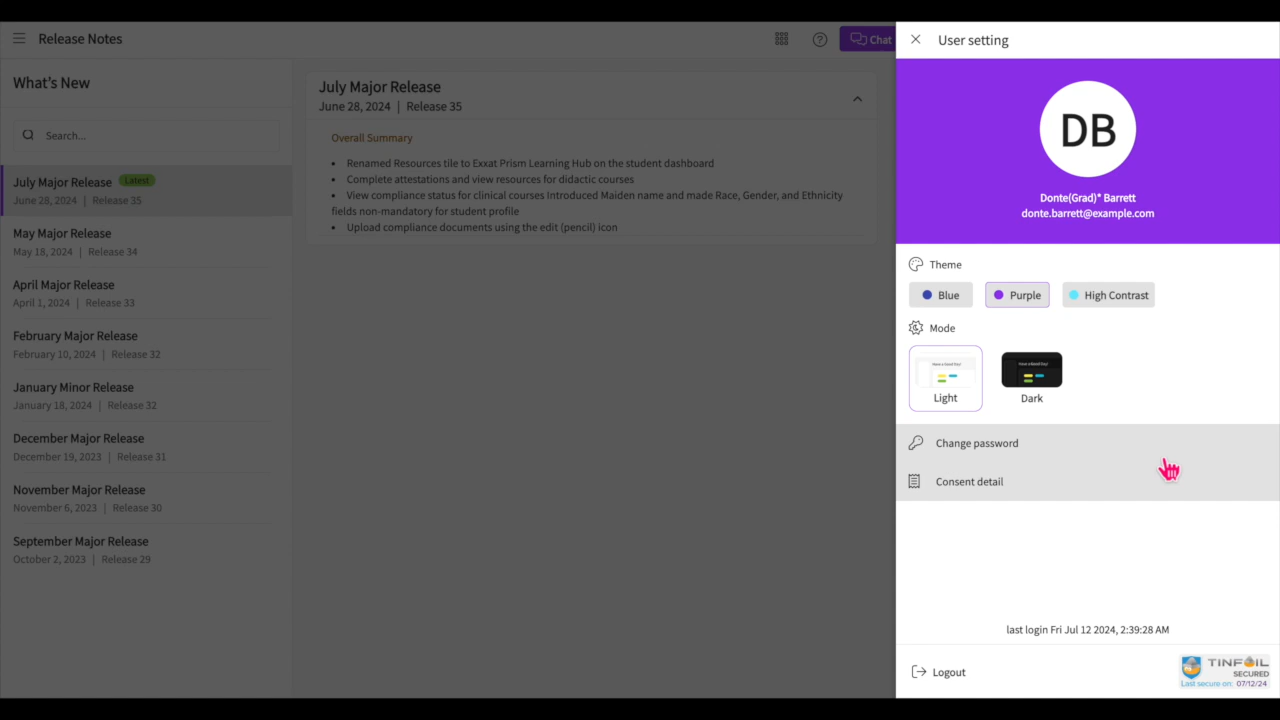 Release Notes
Chat
What's New
Search...
July Major Release Latest
June 28, 2024 | Release 35
May Major Release
May 18, 2024 | Release 34
April Major Release
April 1, 2024 | Release 33
February Major Release
February 10, 2024 | Release 32
January Minor Release
January 18, 2024 | Release 32
December Major Release
December 19, 2023 | Release 31
November Major Release
November 6, 2023 | Release 30
September Major Release
October 2, 2023 | Release 29
July Major Release
June 28, 2024 | Release 35
Overall Summary
• Renamed Resources tile to Exxat Prism Learning Hub on the student dashboard
• Complete attestations and view resources for didactic courses
• View compliance status for clinical courses Introduced Maiden name and made Race, Gender, and Ethnicity
fields non-mandatory for student profile
• Upload compliance documents using the edit (pencil) icon
User setting
DB
Donte(Grad)* Barrett
donte.barrett@example.com
Theme
Blue Purple High Contrast
Mode
Have a Good Day! Have a Good Day!
Light Dark
Change password
Consent detail
last login Fri Jul 12 2024, 2:39:28 AM
Logout
TINFOIL
SECURED
Last secure on: 07/12/24